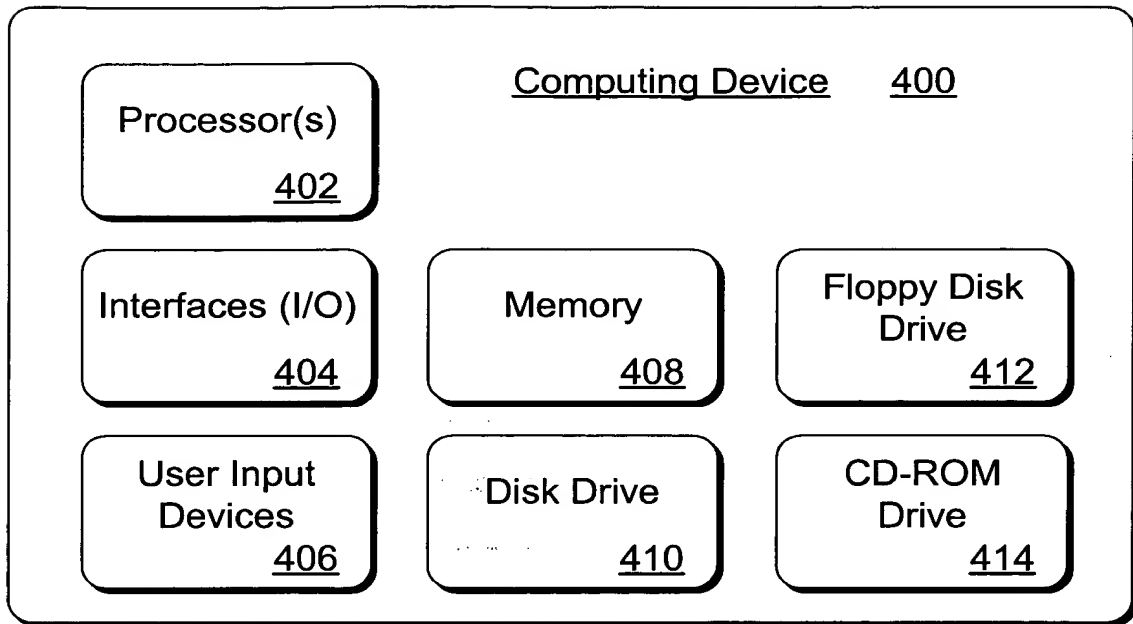 Computing Device 400
Processor(s)
402
Interfaces (I/O)
404
Memory
408
Floppy Disk
Drive
412
User Input
Devices
406
Disk Drive
410
CD-ROM
Drive
414